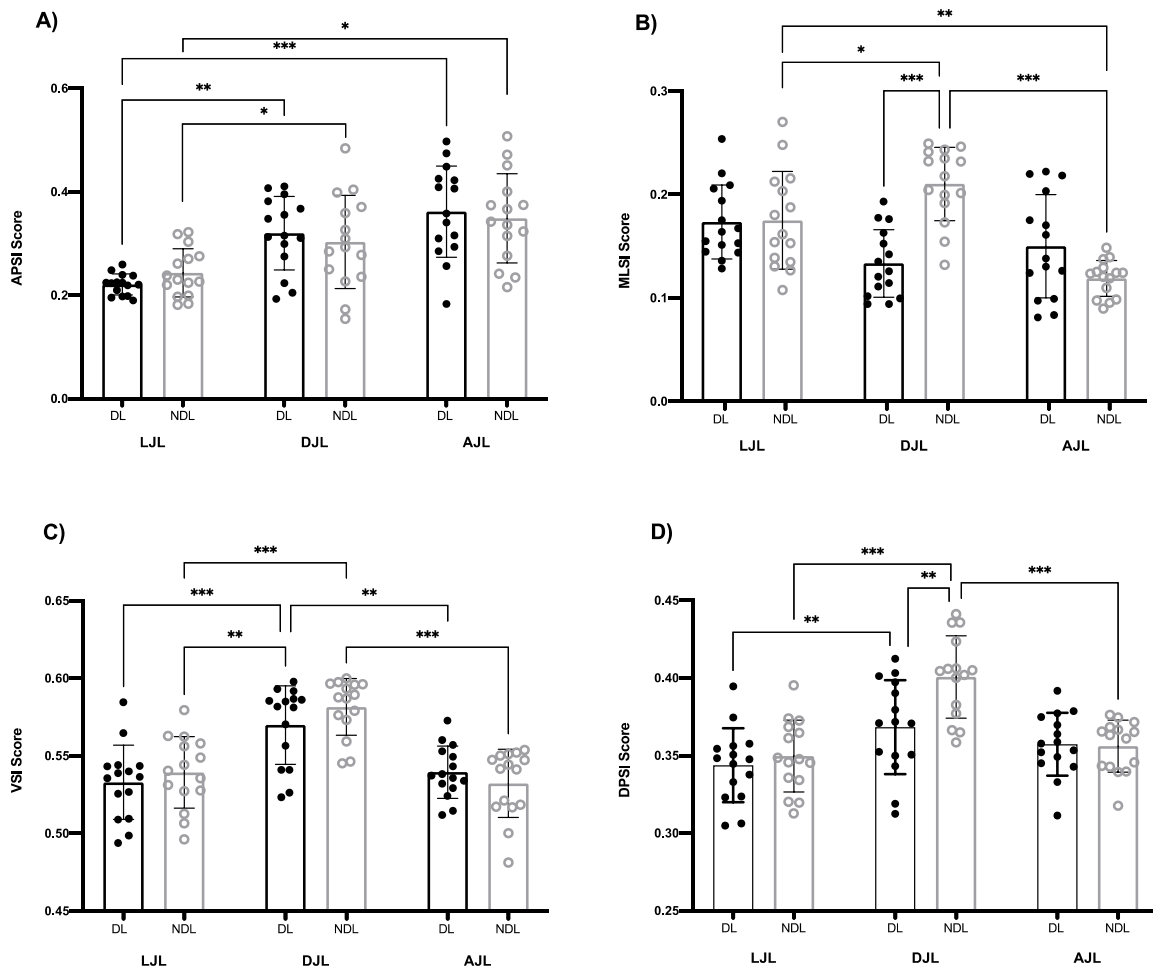 A)
*
***
**
*
0.6
0.4
0.2
0.0
APSI Score
DL NDL DL NDL DL NDL
LJL DJL AJL
B)
**
*
*** ***
0.3
0.2
0.1
0.0
MLSI Score
DL NDL DL NDL DL NDL
LJL DJL AJL
C)
***
*** **
** ***
0.65
0.60
0.55
0.50
0.45
VSI Score
DL NDL DL NDL DL NDL
LJL DJL AJL
D)
***
** ***
**
0.45
0.40
0.35
0.30
0.25
DPSI Score
DL NDL DL NDL DL NDL
LJL DJL AJL